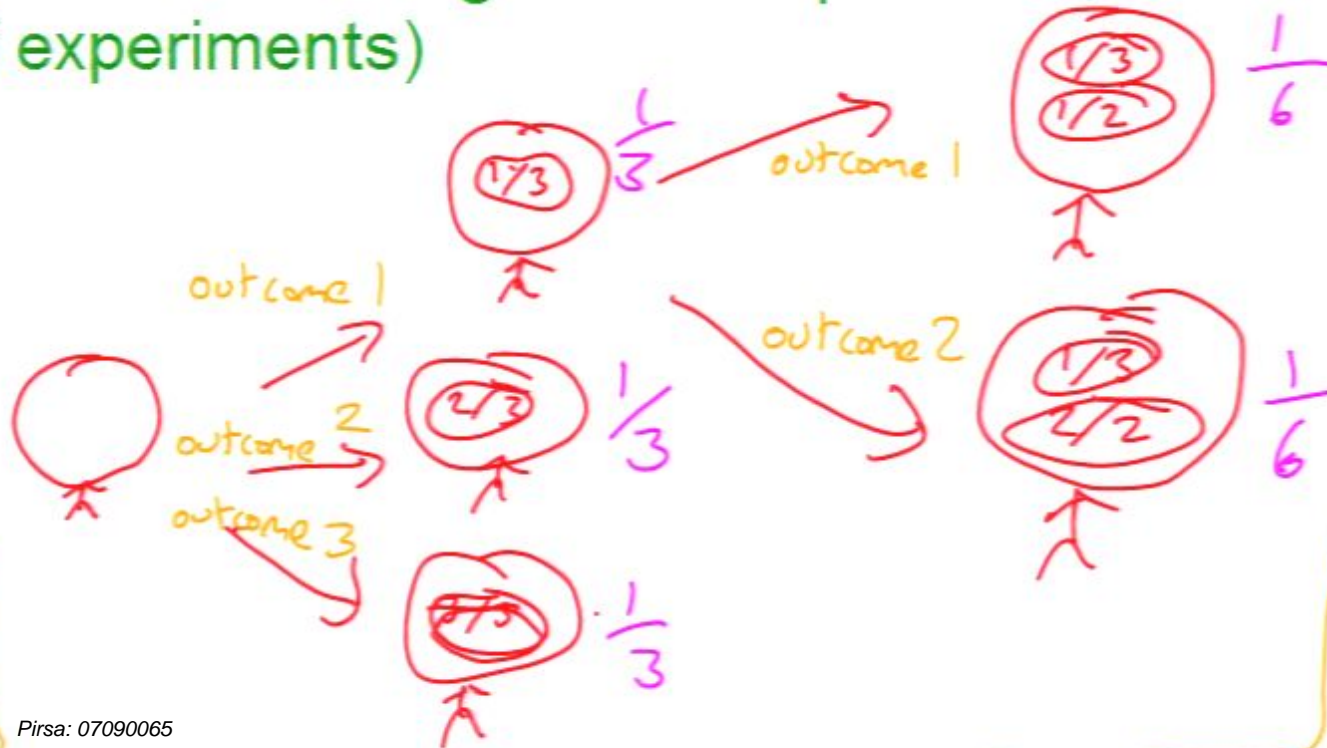 experiments)
1/3
1/3
outcome 1
1/3
1/2
1/6
outcome 1
outcome 2
2/3
1/3
outcome 2
1/3
2/2
1/6
outcome 3
1/3
Pirsa: 07090065